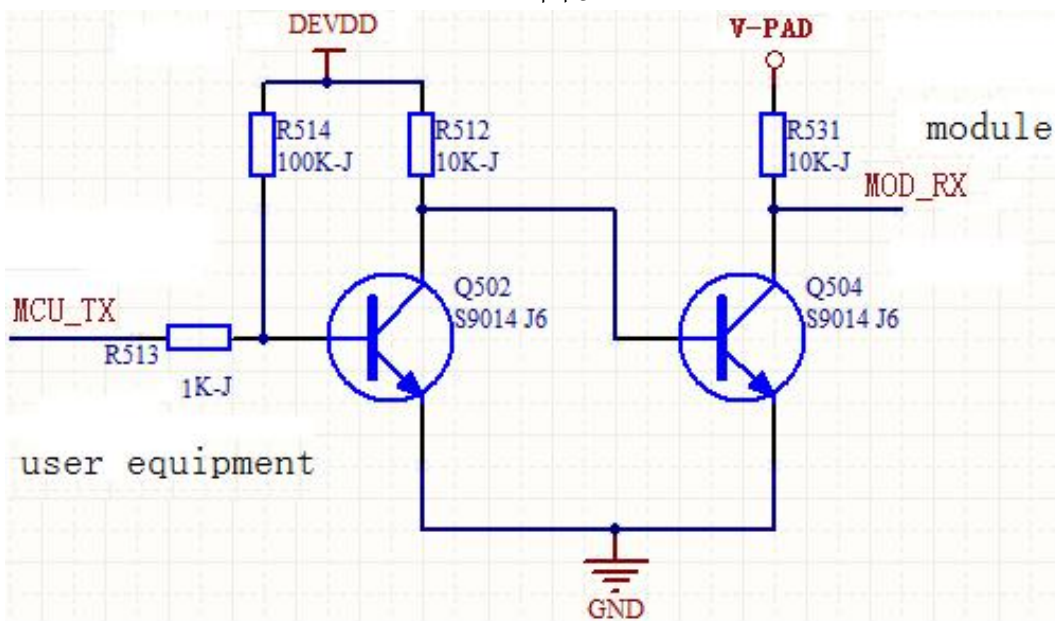 DEVDD
V-PAD
R514
100K-J
R512
10K-J
R531
10K-J
module
MOD_RX
MCU_TX
R513
1K-J
Q502
S9014 J6
Q504
S9014 J6
user equipment
GND